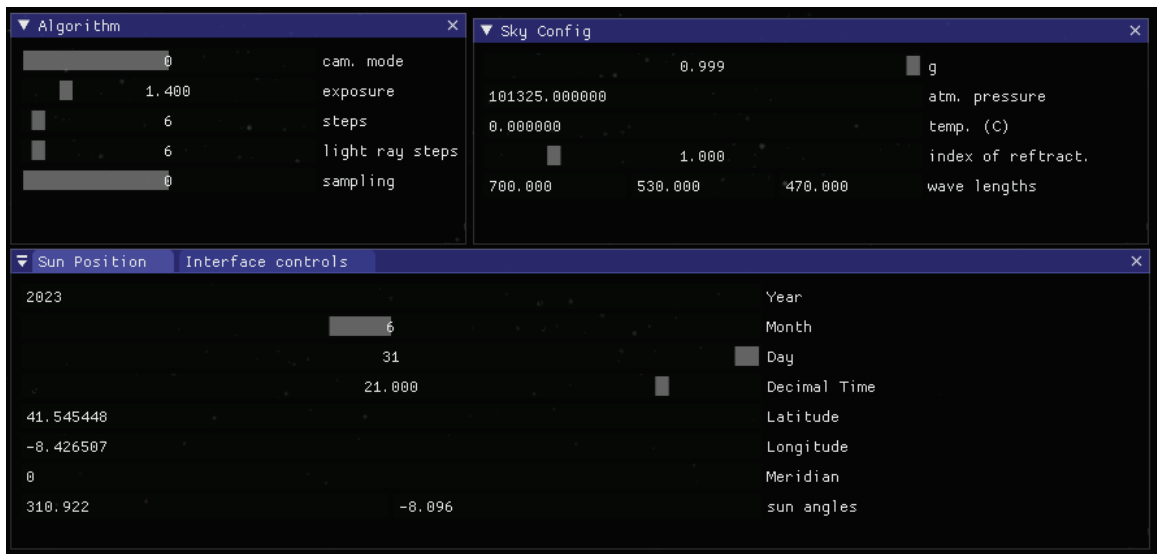 Algorithm
0 cam. mode
1.400 exposure
6 steps
6 light ray steps
0 sampling
Sky Config
0.999 g
101325.000000 atm. pressure
0.000000 temp. (C)
1.000 index of reftract.
700.000 530.000 470.000 wave lengths
Sun Position Interface controls
2023 Year
6 Month
31 Day
21.000 Decimal Time
41.545448 Latitude
-8.426507 Longitude
0 Meridian
310.922 -8.096 sun angles